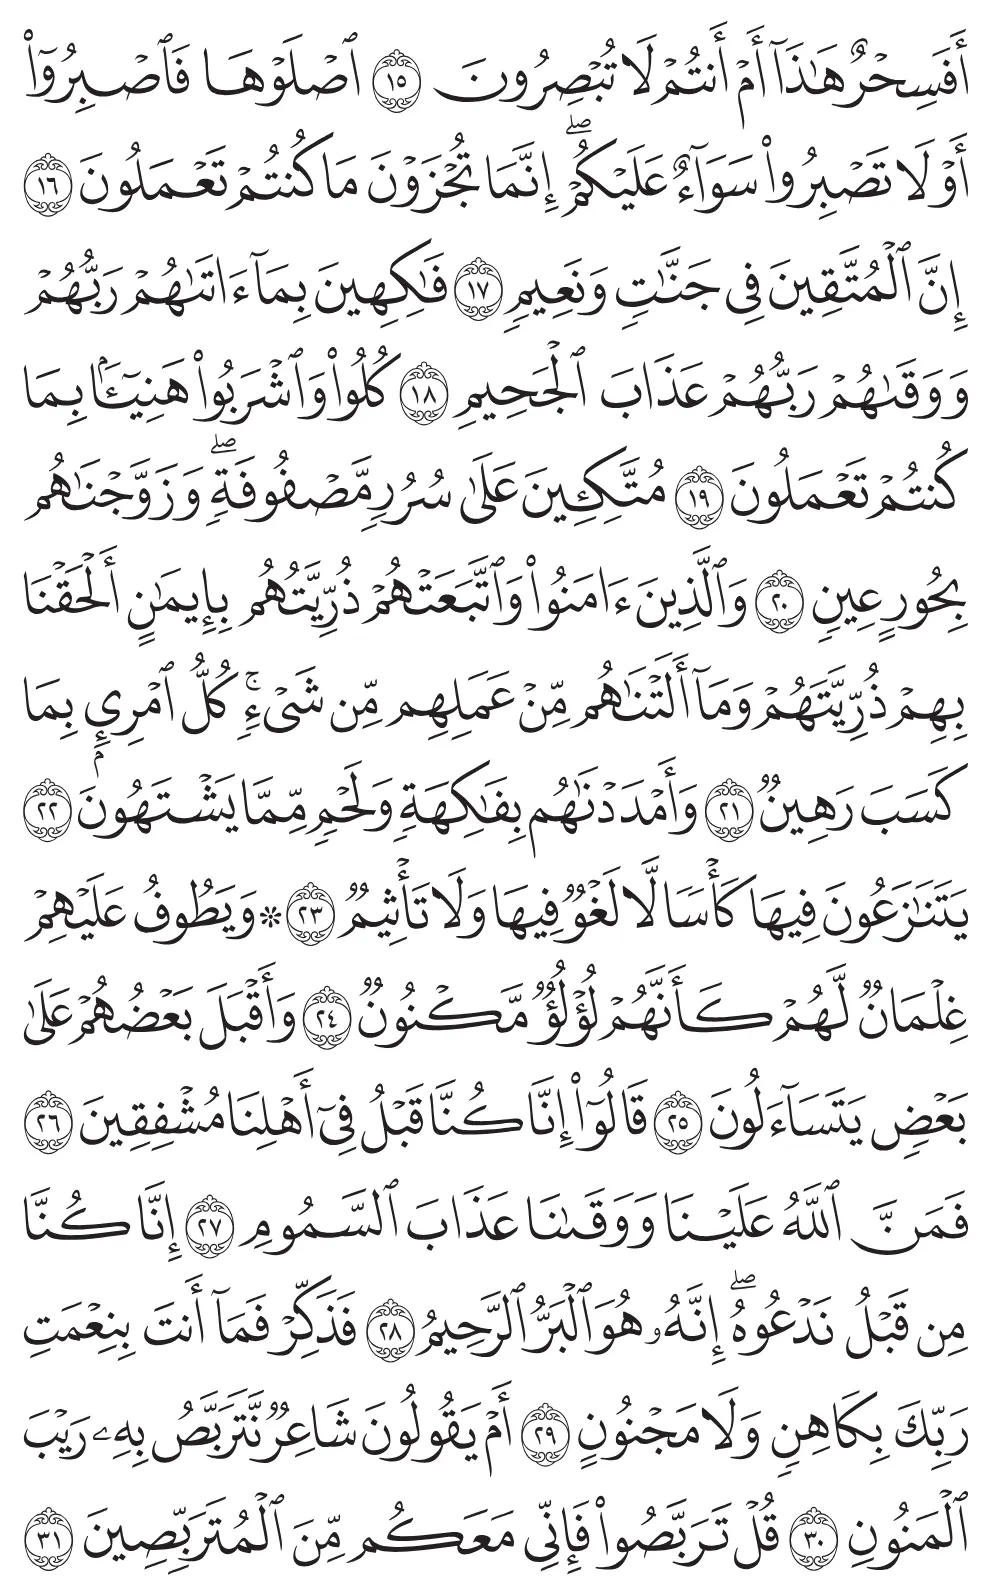 أَفَسِحْرٌ هَٰذَآ أَمْ أَنتُمْ لَا تُبْصِرُونَ ١٥ ٱصْلَوْهَا فَٱصْبِرُوٓا۟
أَوْ لَا تَصْبِرُوا۟ سَوَآءٌ عَلَيْكُمْ ۖ إِنَّمَا تُجْزَوْنَ مَا كُنتُمْ تَعْمَلُونَ ١٦
إِنَّ ٱلْمُتَّقِينَ فِى جَنَّٰتٍ وَنَعِيمٍ ١٧ فَٰكِهِينَ بِمَآ ءَاتَىٰهُمْ رَبُّهُمْ
وَوَقَىٰهُمْ رَبُّهُمْ عَذَابَ ٱلْجَحِيمِ ١٨ كُلُوا۟ وَٱشْرَبُوا۟ هَنِيٓـًٔۢا بِمَا
كُنتُمْ تَعْمَلُونَ ١٩ مُتَّكِـِٔينَ عَلَىٰ سُرُرٍ مَّصْفُوفَةٍ ۖ وَزَوَّجْنَٰهُم
بِحُورٍ عِينٍ ٢٠ وَٱلَّذِينَ ءَامَنُوا۟ وَٱتَّبَعَتْهُمْ ذُرِّيَّتُهُم بِإِيمَٰنٍ أَلْحَقْنَا
بِهِمْ ذُرِّيَّتَهُمْ وَمَآ أَلَتْنَٰهُم مِّنْ عَمَلِهِم مِّن شَىْءٍ ۚ كُلُّ ٱمْرِئٍۭ بِمَا
كَسَبَ رَهِينٌ ٢١ وَأَمْدَدْنَٰهُم بِفَٰكِهَةٍ وَلَحْمٍ مِّمَّا يَشْتَهُونَ ٢٢
يَتَنَٰزَعُونَ فِيهَا كَأْسًا لَّا لَغْوٌ فِيهَا وَلَا تَأْثِيمٌ ٢٣ ۞ وَيَطُوفُ عَلَيْهِمْ
غِلْمَانٌ لَّهُمْ كَأَنَّهُمْ لُؤْلُؤٌ مَّكْنُونٌ ٢٤ وَأَقْبَلَ بَعْضُهُمْ عَلَىٰ
بَعْضٍ يَتَسَآءَلُونَ ٢٥ قَالُوٓا۟ إِنَّا كُنَّا قَبْلُ فِىٓ أَهْلِنَا مُشْفِقِينَ ٢٦
فَمَنَّ ٱللَّهُ عَلَيْنَا وَوَقَىٰنَا عَذَابَ ٱلسَّمُومِ ٢٧ إِنَّا كُنَّا
مِن قَبْلُ نَدْعُوهُ ۖ إِنَّهُۥ هُوَ ٱلْبَرُّ ٱلرَّحِيمُ ٢٨ فَذَكِّرْ فَمَآ أَنتَ بِنِعْمَتِ
رَبِّكَ بِكَاهِنٍ وَلَا مَجْنُونٍ ٢٩ أَمْ يَقُولُونَ شَاعِرٌ نَّتَرَبَّصُ بِهِۦ رَيْبَ
ٱلْمَنُونِ ٣٠ قُلْ تَرَبَّصُوا۟ فَإِنِّى مَعَكُم مِّنَ ٱلْمُتَرَبِّصِينَ ٣١